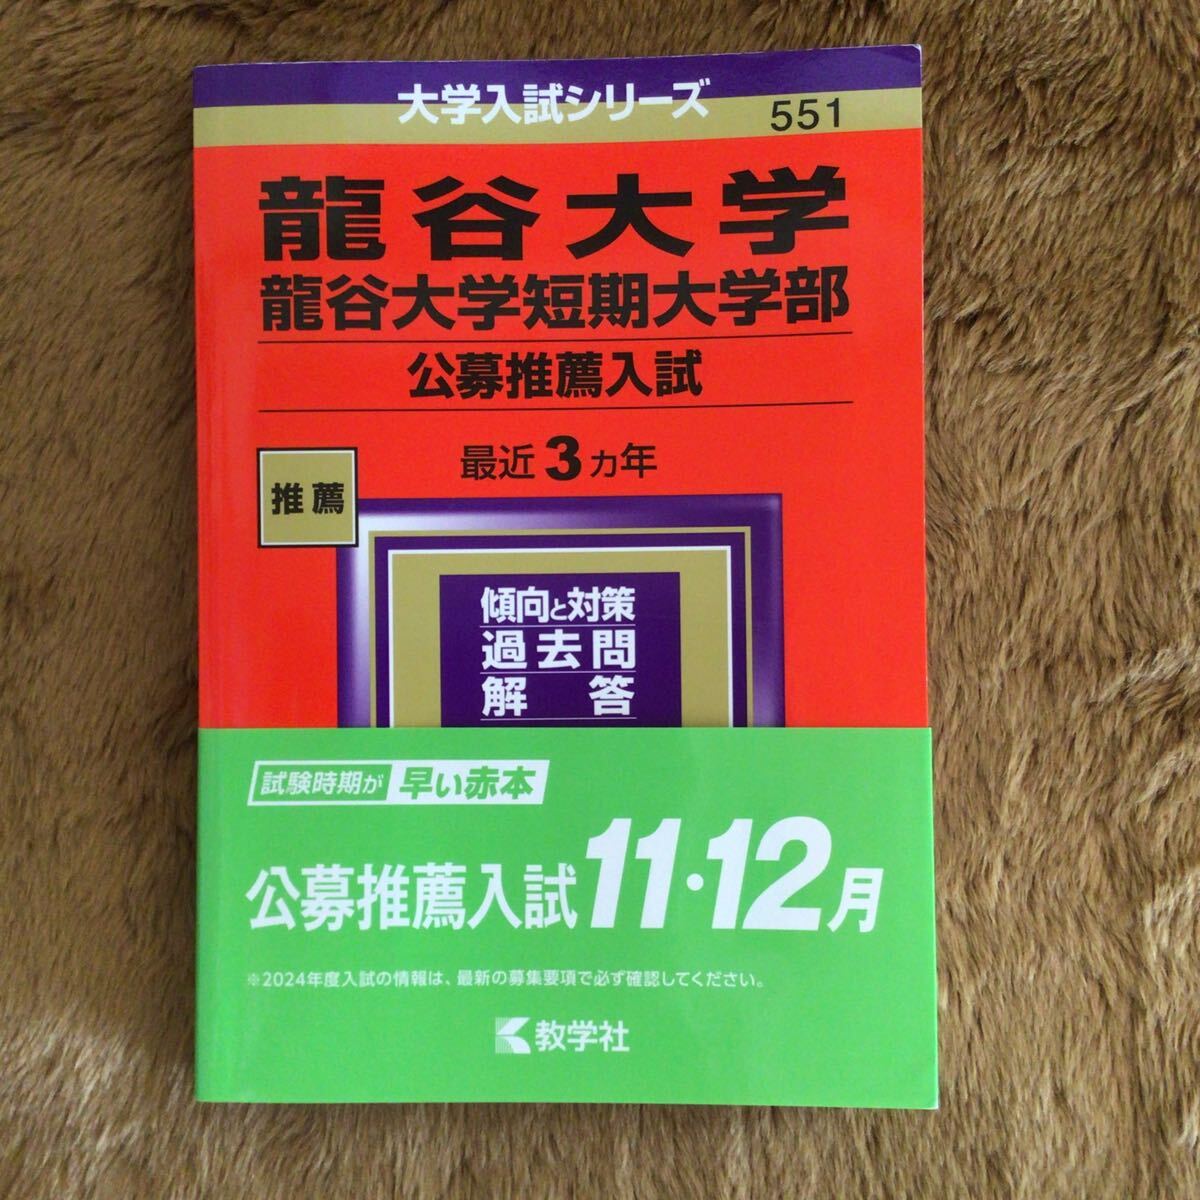 大学入試シリーズ
551
龍谷大学
龍谷大学短期大学部
公募推薦入試
最近3カ年
推薦
傾向と対策
過去問
解答
試験時期が 早い赤本
公募推薦入試11・12月
※2024年度入試の情報は、最新の募集要項で必ず確認してください。
教学社